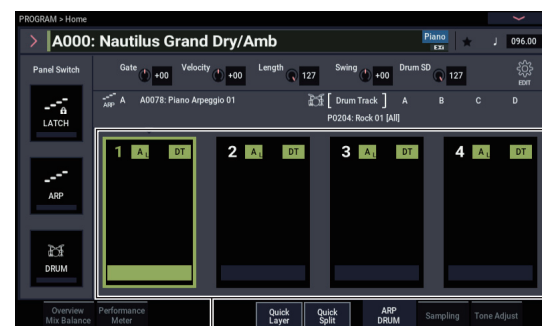 PROGRAM > Home
A000: Nautilus Grand Dry/Amb
Piano
EXi
♩ 096.00
Panel Switch
Gate +00 Velocity +00 Length 127 Swing +00 Drum SD 127
EDIT
ARP A A0078: Piano Arpeggio 01
[ Drum Track ] A B C D
P0204: Rock 01 [All]
LATCH
ARP
DRUM
1 A L DT
2 A L DT
3 A L DT
4 A L DT
Overview
Mix Balance
Performance
Meter
Quick
Layer
Quick
Split
ARP
DRUM
Sampling
Tone Adjust